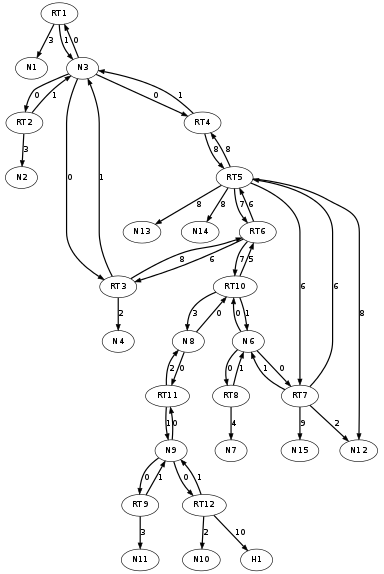 RT1
3 1 0
N1 N3
0 1 0 1
RT2 RT4
3 0 1 8 8
N2 RT5
8 8 7 6
N13 N14 RT6
8 6 7 5 6 6 8
RT3 RT10
2 3 0 0 1
N4 N8 N6
2 0 0 1 1 0
RT11 RT8 RT7
1 0 4 9 2
N9 N7 N15 N12
0 1 0 1
RT9 RT12
3 2 10
N11 N10 H1